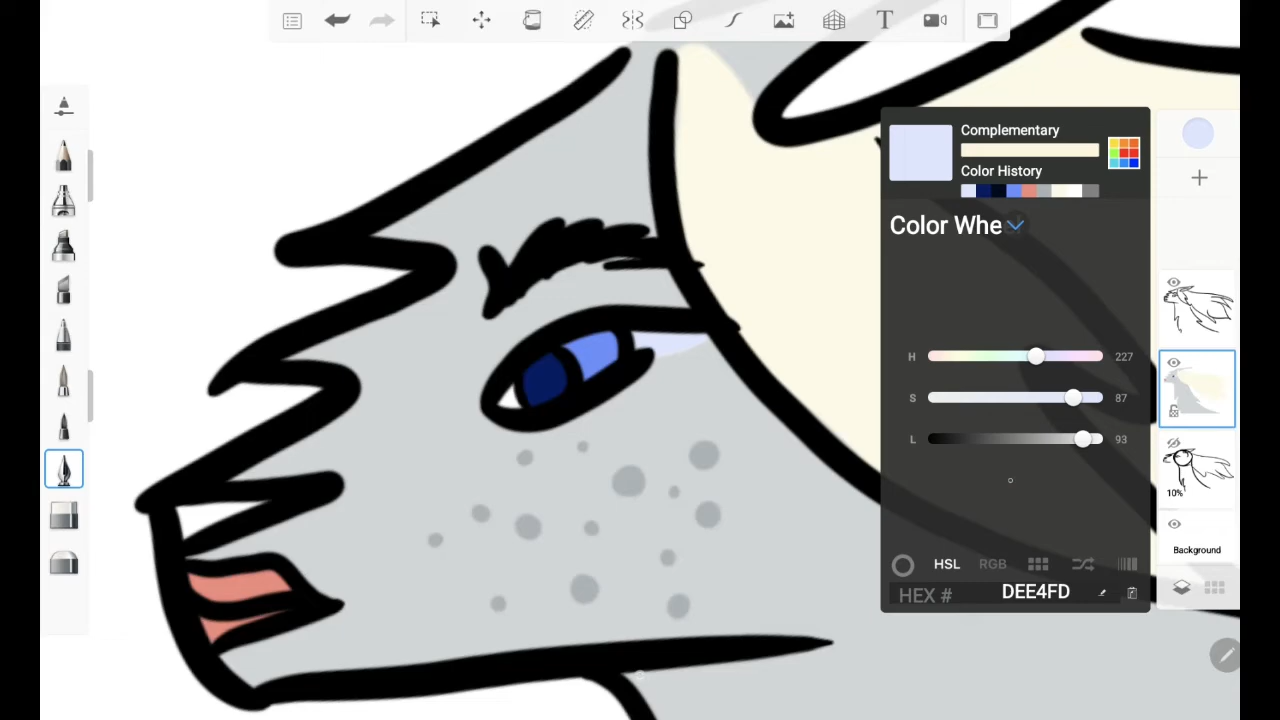 T
Complementary
Color History
Color Whe
H 227
S 87
L 93
10%
Background
HSL RGB
HEX # DEE4FD